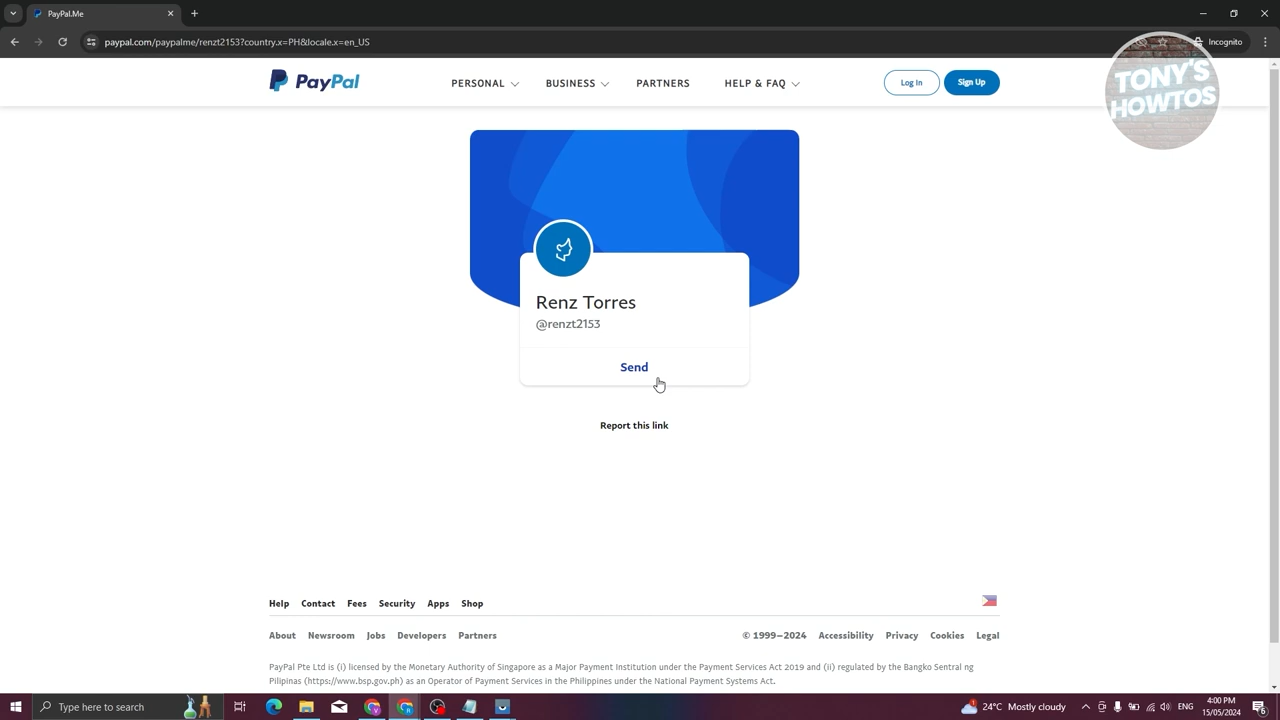 PayPal.Me
paypal.com/paypalme/renzt2153?country.x=PH&locale.x=en_US
Incognito
TONY'S
HOWTOS
PayPal
PERSONAL
BUSINESS
PARTNERS
HELP & FAQ
Log In
Sign Up
Renz Torres
@renzt2153
Send
Report this link
Help Contact Fees Security Apps Shop
About Newsroom Jobs Developers Partners
© 1999–2024 Accessibility Privacy Cookies Legal
PayPal Pte Ltd is (i) licensed by the Monetary Authority of Singapore as a Major Payment Institution under the Payment Services Act 2019 and (ii) regulated by the Bangko Sentral ng
Pilipinas (https://www.bsp.gov.ph) as an Operator of Payment Services in the Philippines under the National Payment Systems Act.
Type here to search
24°C Mostly cloudy
4:00 PM
15/05/2024